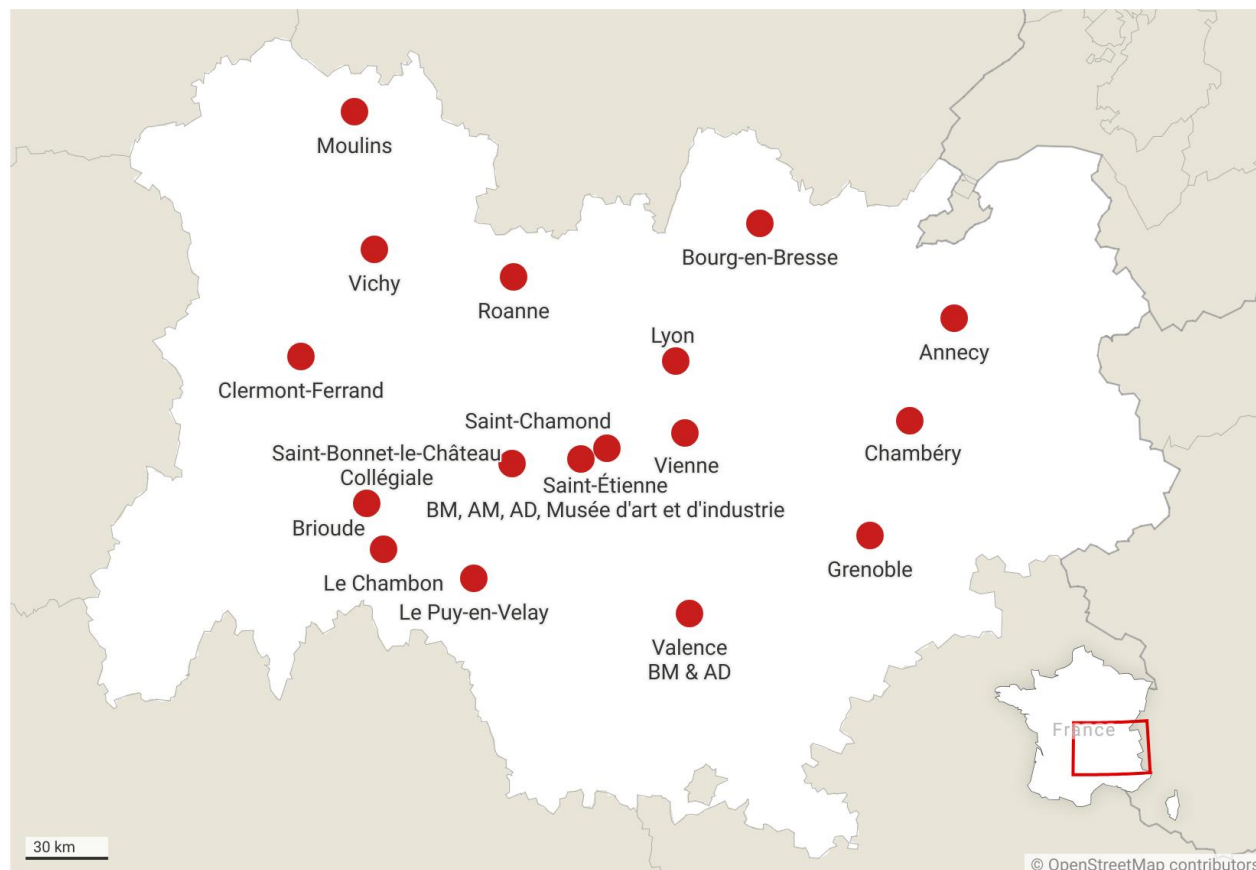 Moulins
Bourg-en-Bresse
Vichy
Roanne
Annecy
Lyon
Clermont-Ferrand
Saint-Chamond
Saint-Bonnet-le-Château
Collégiale
Vienne
Chambéry
Saint-Étienne
BM, AM, AD, Musée d'art et d'industrie
Brioude
Grenoble
Le Chambon
Le Puy-en-Velay
Valence
BM & AD
France
30 km
© OpenStreetMap contributors